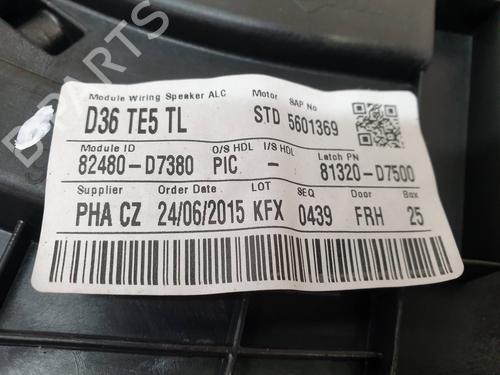 Module Wiring Speaker ALC Motor SAP No
D36 TE5 TL STD 5601369
Module ID O/S HDL I/S HDL Latch PN
82480-D7380 PIC - 81320-D7500
Supplier Order Date LOT SEQ Door Box
PHA CZ 24/06/2015 KFX 0439 FRH 25